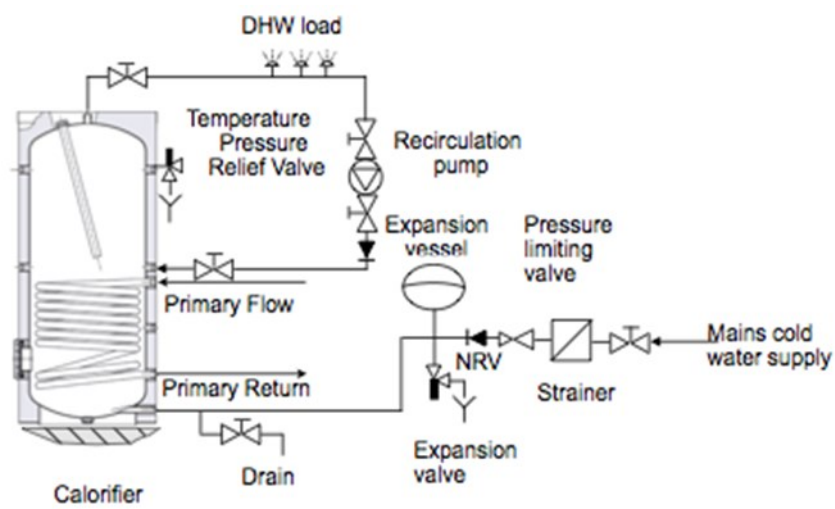 DHW load
Temperature
Pressure
Relief Valve
Recirculation
pump
Expansion
vessel
Pressure
limiting
valve
Primary Flow
Mains cold
water supply
NRV
Strainer
Primary Return
Expansion
valve
Drain
Calorifier